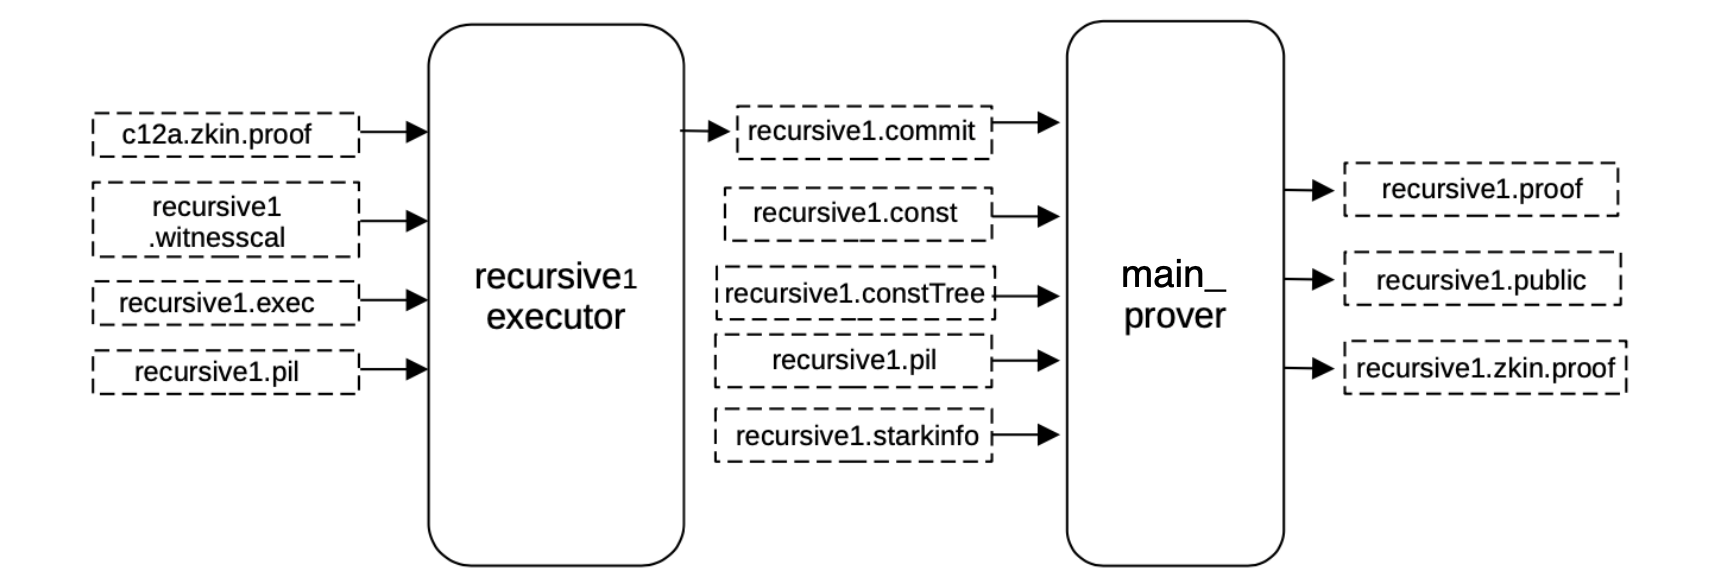 c12a.zkin.proof
recursive1
.witnesscal
recursive1.exec
recursive1.pil
recursive1
executor
recursive1.commit
recursive1.const
recursive1.constTree
recursive1.pil
recursive1.starkinfo
main_
prover
recursive1.proof
recursive1.public
recursive1.zkin.proof